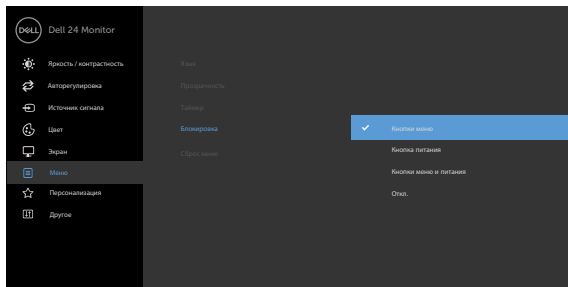 DELL Dell 24 Monitor
Яркость / контрастность
Язык
Авторегулировка
Прозрачность
Источник сигнала
Таймер
Цвет
Блокировка
✓ Кнопки меню
Экран
Сброс меню
Кнопка питания
Меню
Кнопки меню и питания
Персонализация
Откл.
Другое